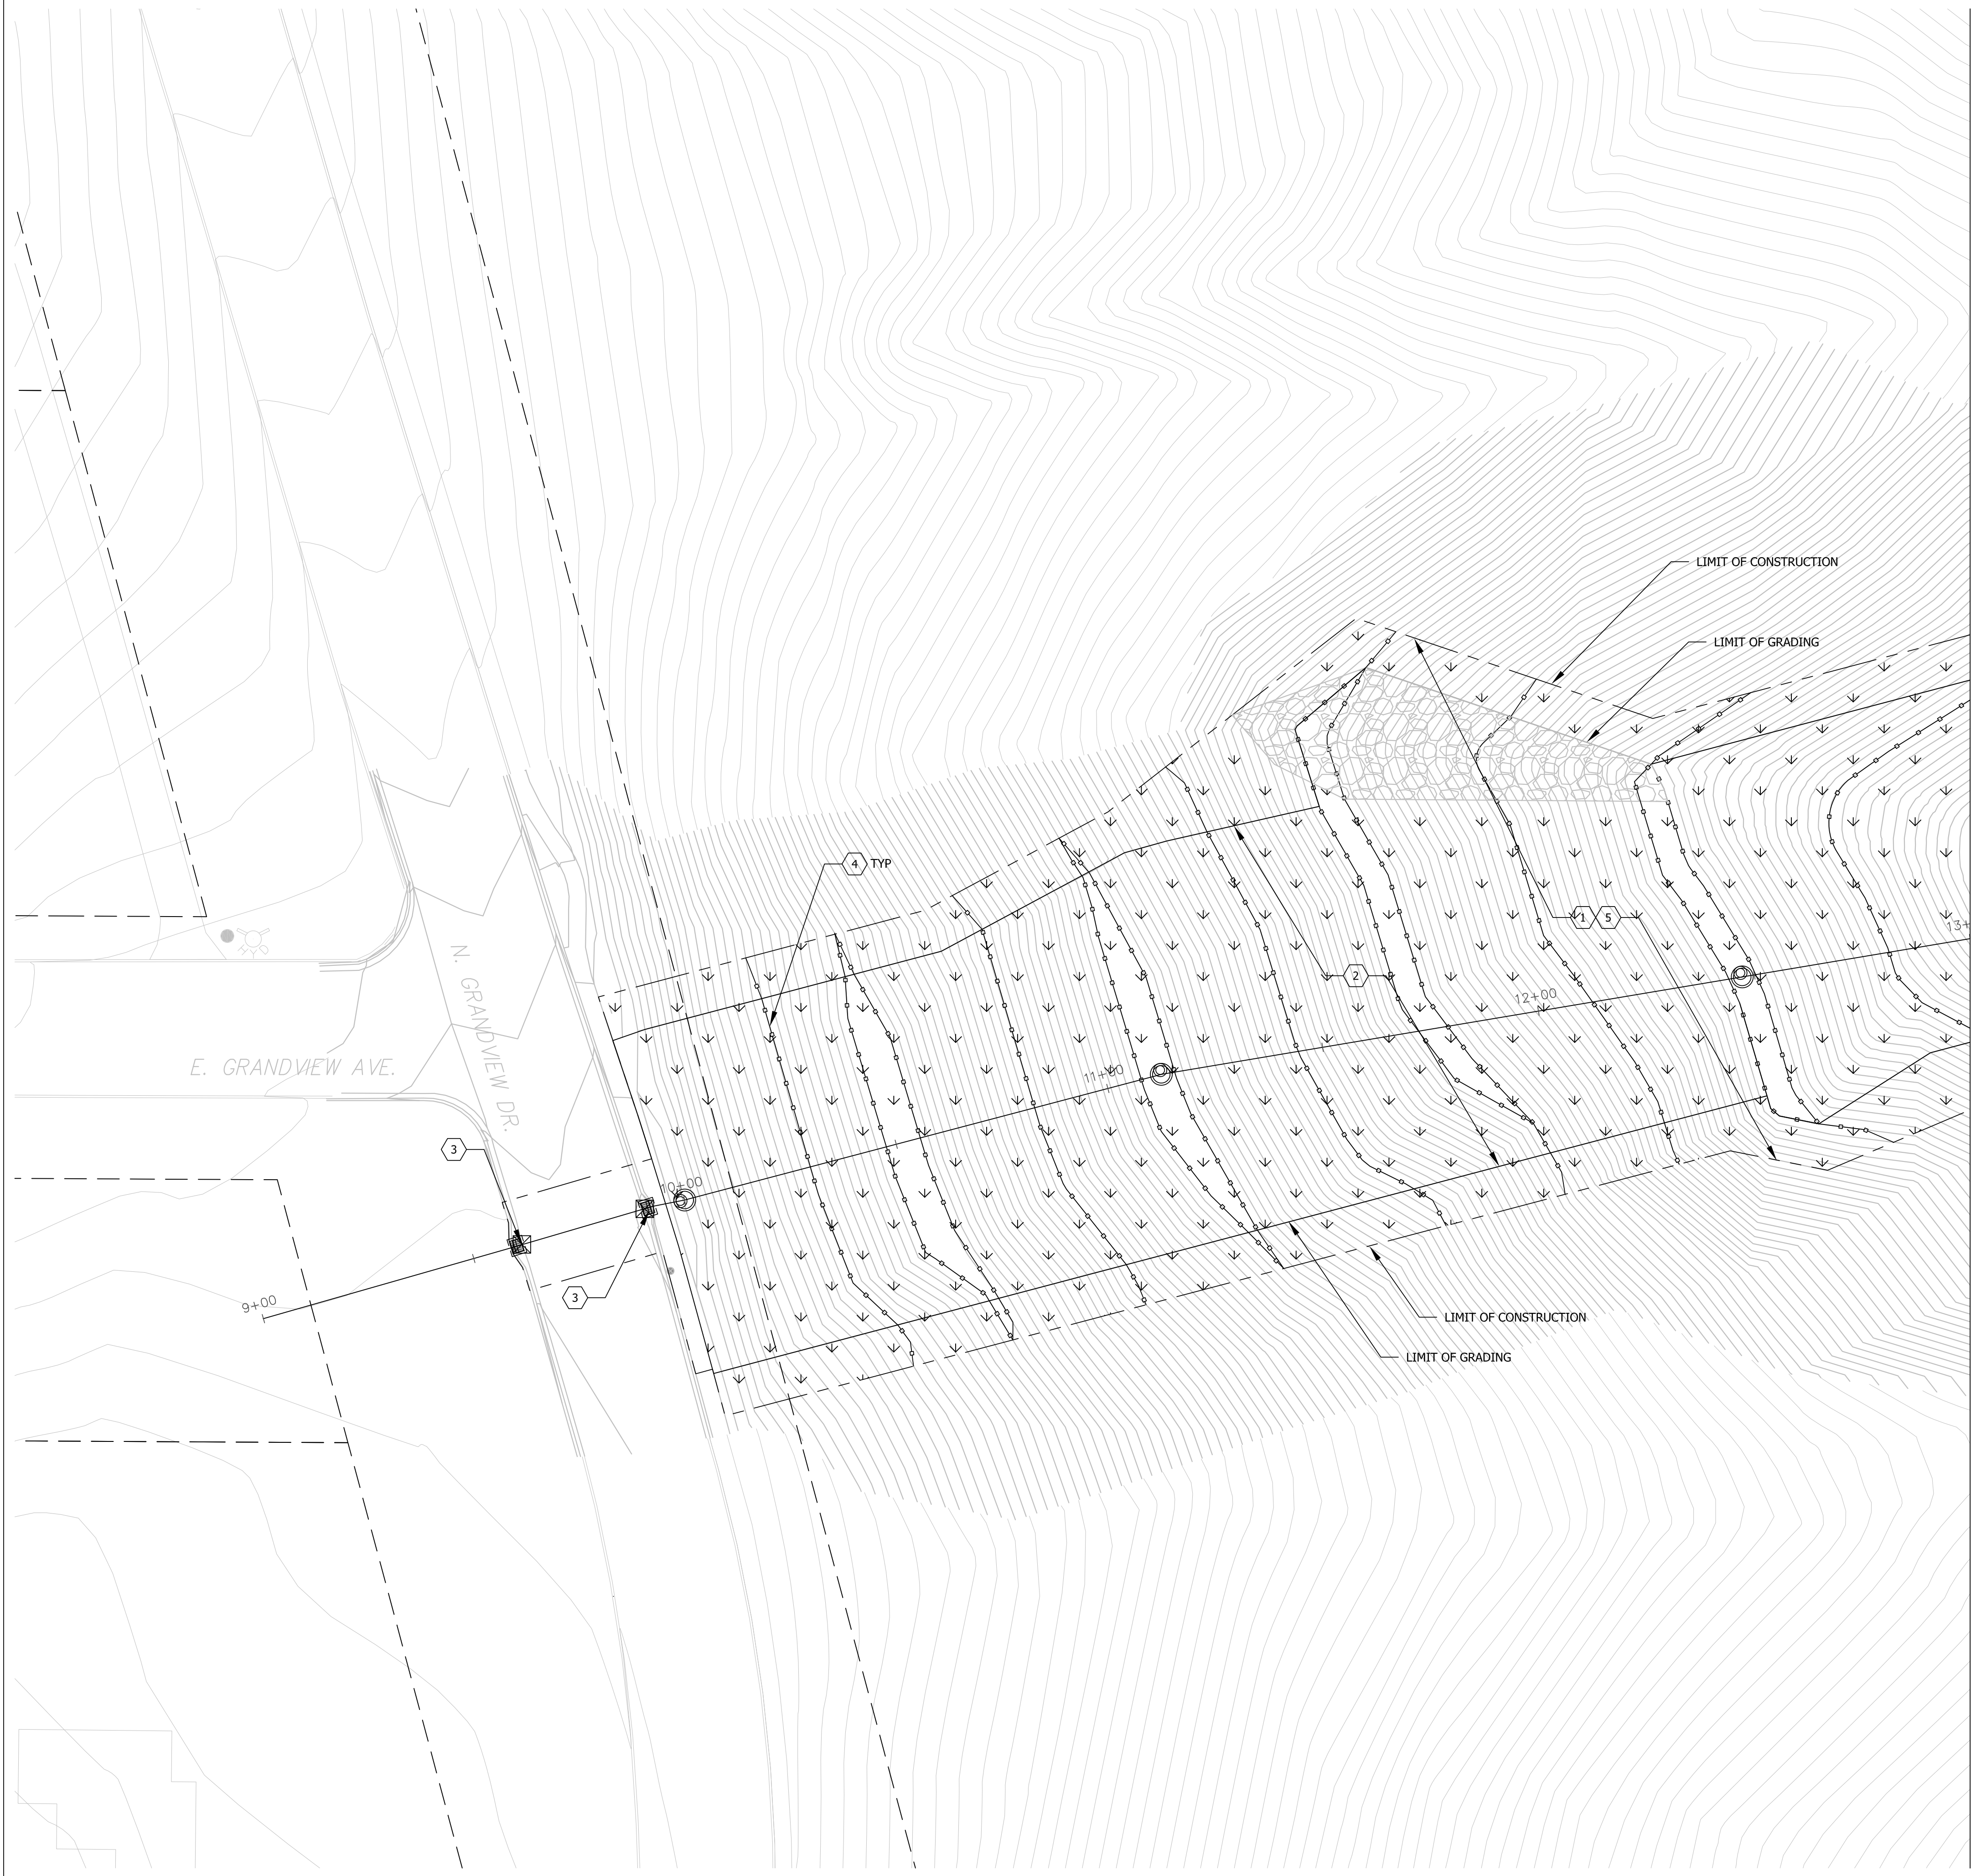 LIMIT OF CONSTRUCTION
LIMIT OF GRADING
4 TYP
1 5
13+
2
12+00
E. GRANDVIEW AVE.
N. GRANDVIEW DR.
11+00
3
10+00
3
9+00
LIMIT OF CONSTRUCTION
LIMIT OF GRADING